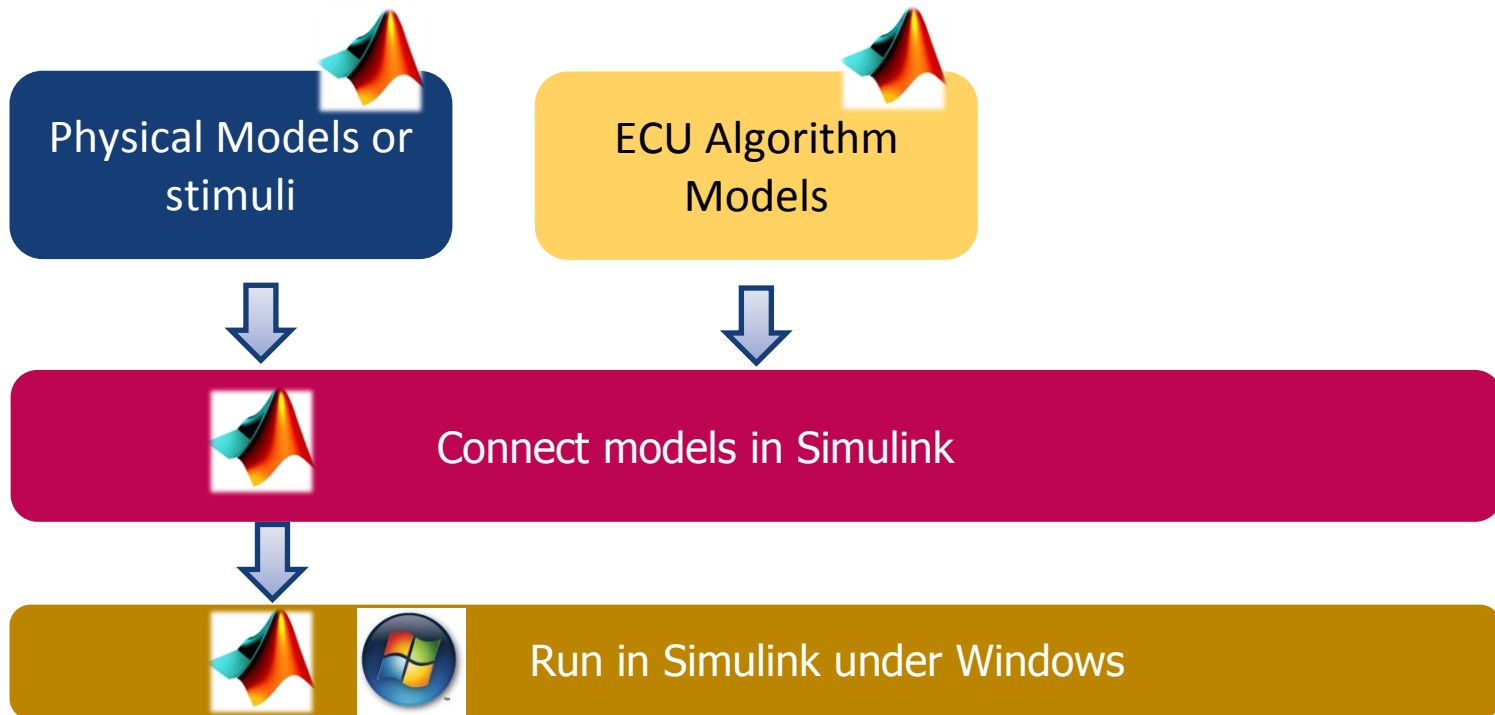 Physical Models or
stimuli
ECU Algorithm
Models
Connect models in Simulink
Run in Simulink under Windows